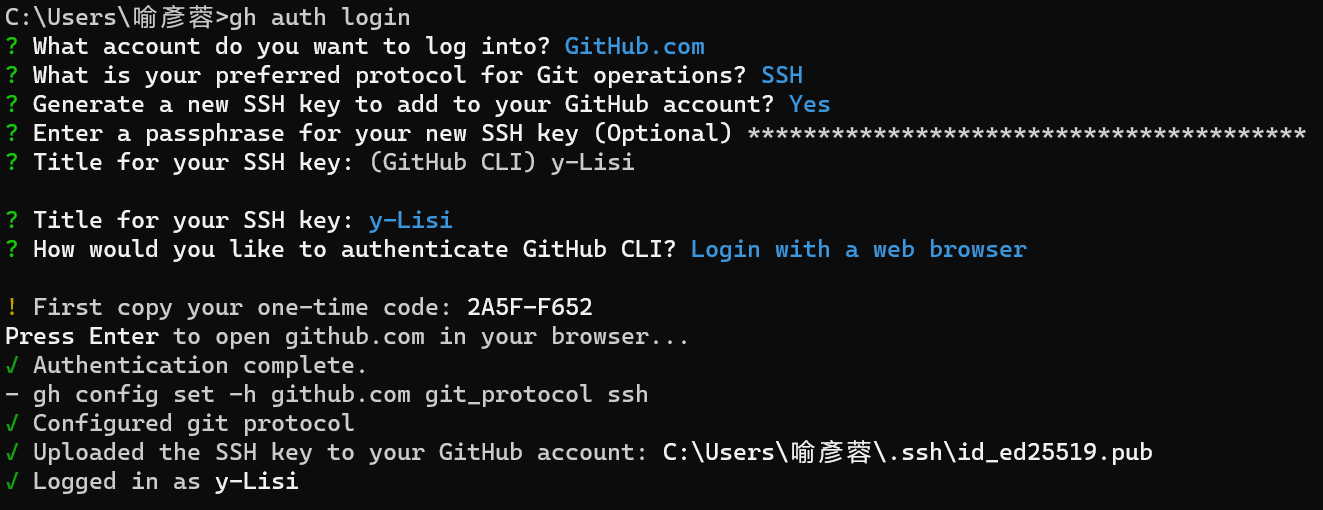 C:\Users\喻彥蓉>gh auth login
? What account do you want to log into? GitHub.com
? What is your preferred protocol for Git operations? SSH
? Generate a new SSH key to add to your GitHub account? Yes
? Enter a passphrase for your new SSH key (Optional) ****************************************
? Title for your SSH key: (GitHub CLI) y-Lisi
? Title for your SSH key: y-Lisi
? How would you like to authenticate GitHub CLI? Login with a web browser
! First copy your one-time code: 2A5F-F652
Press Enter to open github.com in your browser...
√ Authentication complete.
- gh config set -h github.com git_protocol ssh
√ Configured git protocol
√ Uploaded the SSH key to your GitHub account: C:\Users\喻彥蓉\.ssh\id_ed25519.pub
√ Logged in as y-Lisi